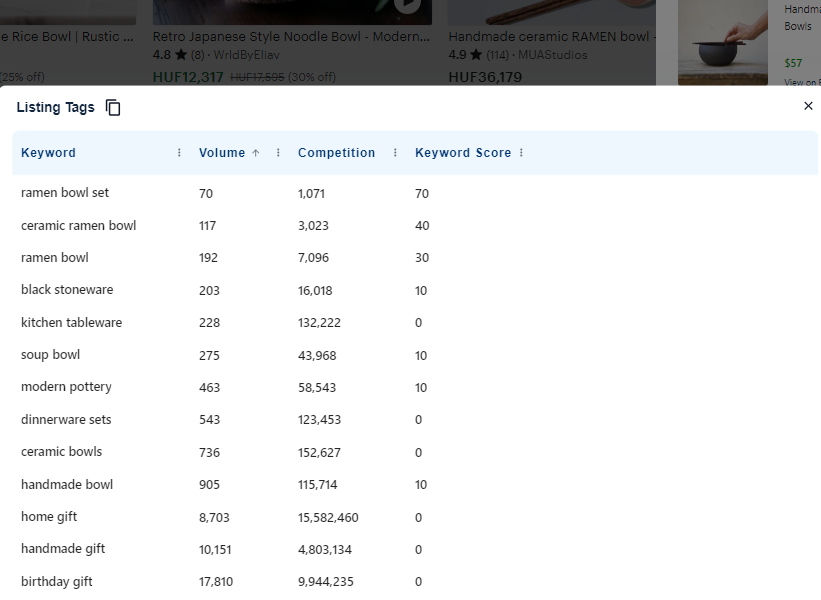 e Rice Bowl | Rustic ...
Retro Japanese Style Noodle Bowl - Modern...
Handmade ceramic RAMEN bowl -
Handma
Bowls
4.8 ★ (8) · WrldByEliav
4.9 ★ (114) · MUAStudios
$57
(25% off)
HUF12,317 HUF17,595 (30% off)
HUF36,179
View on E
Listing Tags
Keyword Volume ↑ Competition Keyword Score
ramen bowl set 70 1,071 70
ceramic ramen bowl 117 3,023 40
ramen bowl 192 7,096 30
black stoneware 203 16,018 10
kitchen tableware 228 132,222 0
soup bowl 275 43,968 10
modern pottery 463 58,543 10
dinnerware sets 543 123,453 0
ceramic bowls 736 152,627 0
handmade bowl 905 115,714 10
home gift 8,703 15,582,460 0
handmade gift 10,151 4,803,134 0
birthday gift 17,810 9,944,235 0